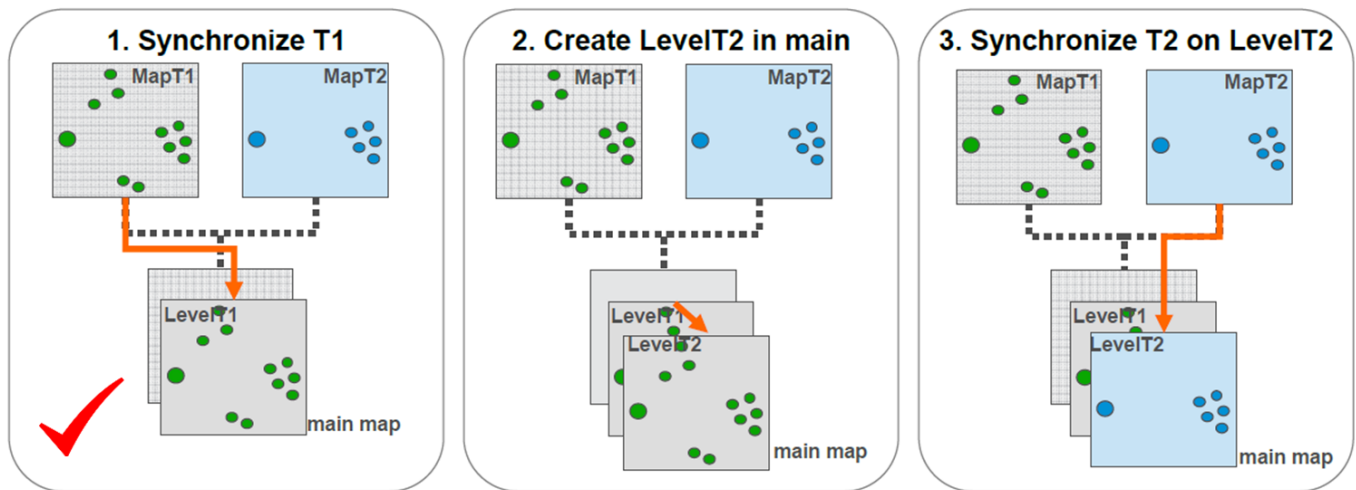 1. Synchronize T1
MapT1
MapT2
LevelT1
main map
2. Create LevelT2 in main
MapT1
MapT2
LevelT1
LevelT2
main map
3. Synchronize T2 on LevelT2
MapT1
MapT2
LevelT1
LevelT2
main map